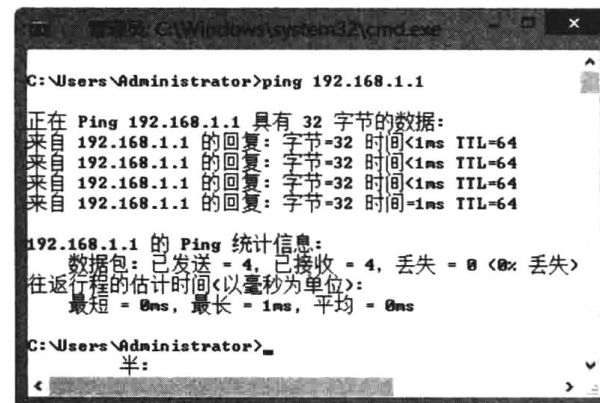 管理员: C:\Windows\system32\cmd.exe
C:\Users\Administrator>ping 192.168.1.1
正在 Ping 192.168.1.1 具有 32 字节的数据:
来自 192.168.1.1 的回复: 字节=32 时间<1ms TTL=64
来自 192.168.1.1 的回复: 字节=32 时间<1ms TTL=64
来自 192.168.1.1 的回复: 字节=32 时间<1ms TTL=64
来自 192.168.1.1 的回复: 字节=32 时间=1ms TTL=64
192.168.1.1 的 Ping 统计信息:
数据包: 已发送 = 4, 已接收 = 4, 丢失 = 0 (0% 丢失)
往返行程的估计时间(以毫秒为单位):
最短 = 0ms, 最长 = 1ms, 平均 = 0ms
C:\Users\Administrator>
半: